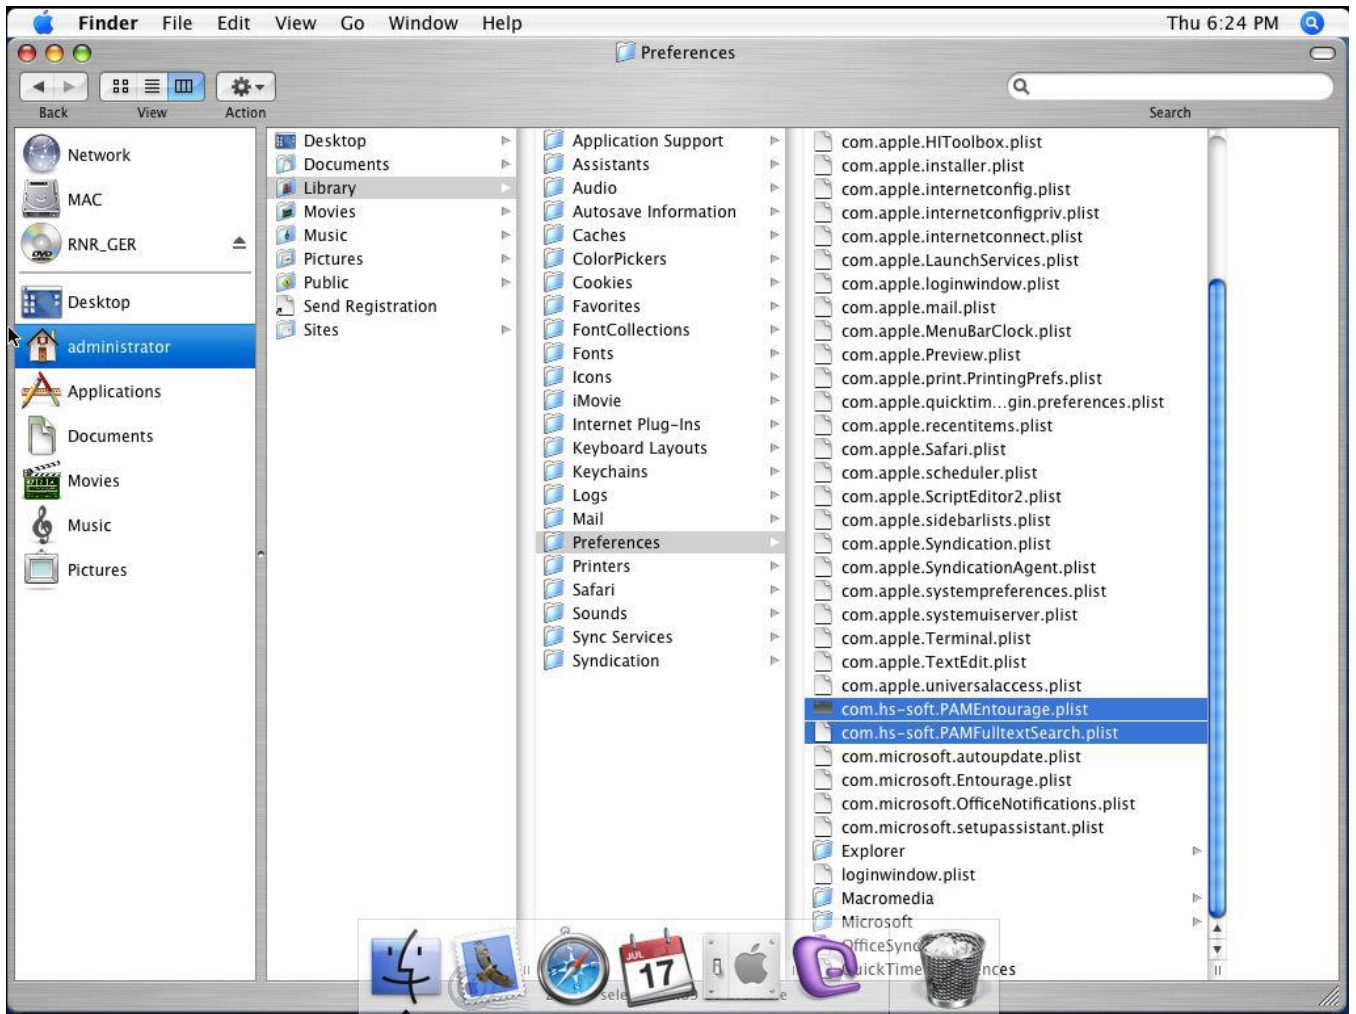 Finder File Edit View Go Window Help Thu 6:24 PM
Preferences
Back View Action Search
Network
MAC
RNR_GER
Desktop
administrator
Applications
Documents
Movies
Music
Pictures
Desktop
Documents
Library
Movies
Music
Pictures
Public
Send Registration
Sites
Application Support
Assistants
Audio
Autosave Information
Caches
ColorPickers
Cookies
Favorites
FontCollections
Fonts
Icons
iMovie
Internet Plug-Ins
Keyboard Layouts
Keychains
Logs
Mail
Preferences
Printers
Safari
Sounds
Sync Services
Syndication
com.apple.HIToolbox.plist
com.apple.installer.plist
com.apple.internetconfig.plist
com.apple.internetconfigpriv.plist
com.apple.internetconnect.plist
com.apple.LaunchServices.plist
com.apple.loginwindow.plist
com.apple.mail.plist
com.apple.MenuBarClock.plist
com.apple.Preview.plist
com.apple.print.PrintingPrefs.plist
com.apple.quicktim...gin.preferences.plist
com.apple.recentitems.plist
com.apple.Safari.plist
com.apple.scheduler.plist
com.apple.ScriptEditor2.plist
com.apple.sidebarlists.plist
com.apple.Syndication.plist
com.apple.SyndicationAgent.plist
com.apple.systempreferences.plist
com.apple.systemuiserver.plist
com.apple.Terminal.plist
com.apple.TextEdit.plist
com.apple.universalaccess.plist
com.hs-soft.PAMEntourage.plist
com.hs-soft.PAMFulltextSearch.plist
com.microsoft.autoupdate.plist
com.microsoft.Entourage.plist
com.microsoft.OfficeNotifications.plist
com.microsoft.setupassistant.plist
Explorer
loginwindow.plist
Macromedia
Microsoft
JUL
17
DVD